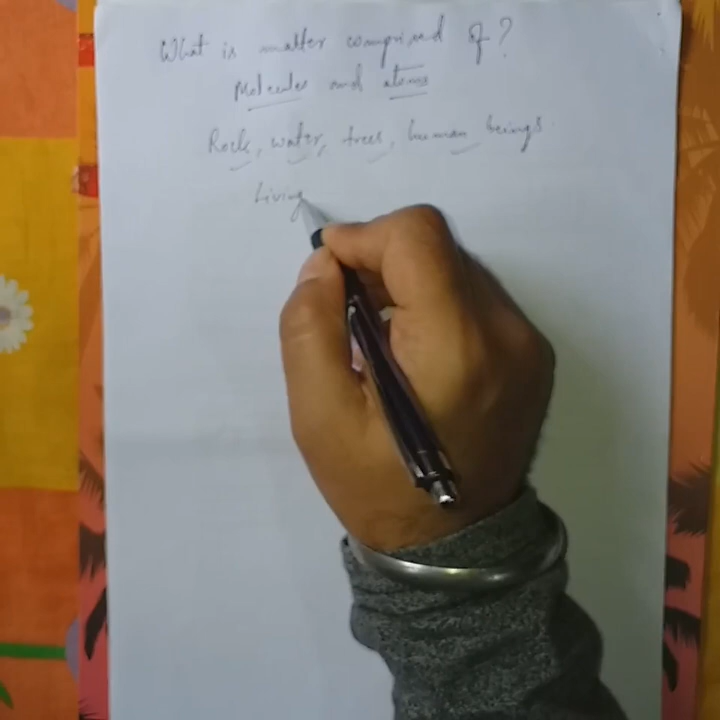 What is matter comprised of?
Molecules and atoms
Rock, water, trees, human beings
Living